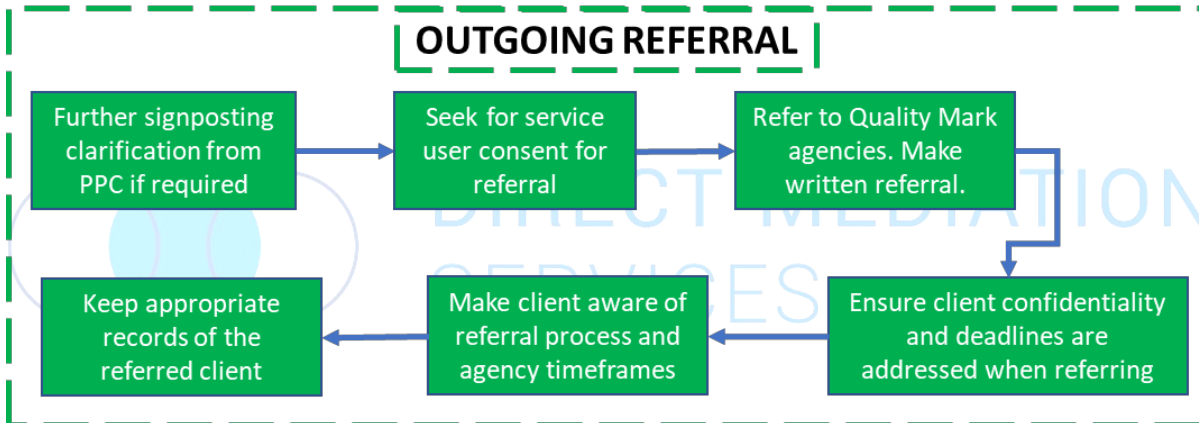 OUTGOING REFERRAL
Further signposting
clarification from
PPC if required
Seek for service
user consent for
referral
Refer to Quality Mark
agencies. Make
written referral.
DIRECT MEDIATION
SERVICES
Ensure client confidentiality
and deadlines are
addressed when referring
Make client aware of
referral process and
agency timeframes
Keep appropriate
records of the
referred client